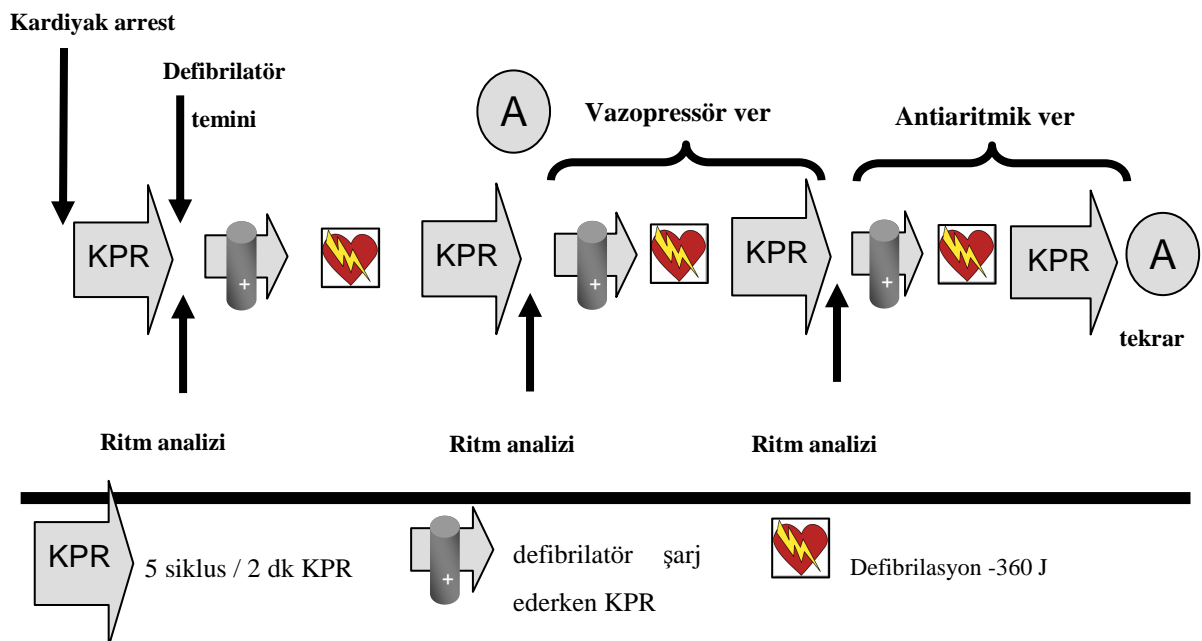 Kardiyak arrest
Defibrilatör
temini
A
Vazopressör ver
Antiaritmik ver
KPR
+
KPR
+
KPR
+
KPR
A
tekrar
Ritm analizi
Ritm analizi
Ritm analizi
KPR
5 siklus / 2 dk KPR
+
defibrilatör şarj
ederken KPR
Defibrilasyon -360 J